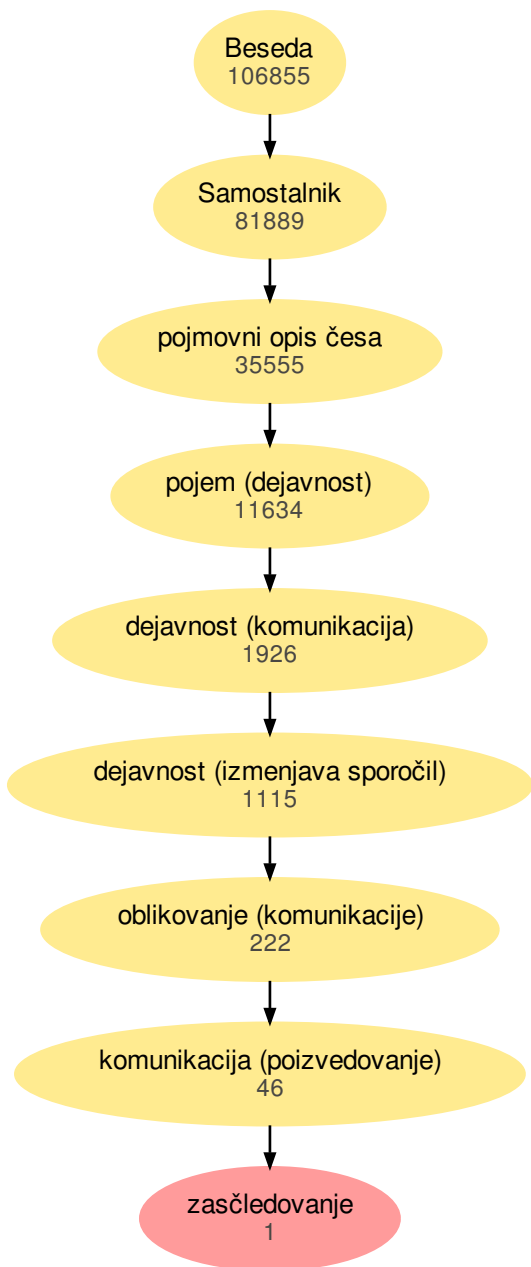 Beseda
106855
Samostalnik
81889
pojmovni opis česa
35555
pojem (dejavnost)
11634
dejavnost (komunikacija)
1926
dejavnost (izmenjava sporočil)
1115
oblikovanje (komunikacije)
222
komunikacija (poizvedovanje)
46
zasčledovanje
1